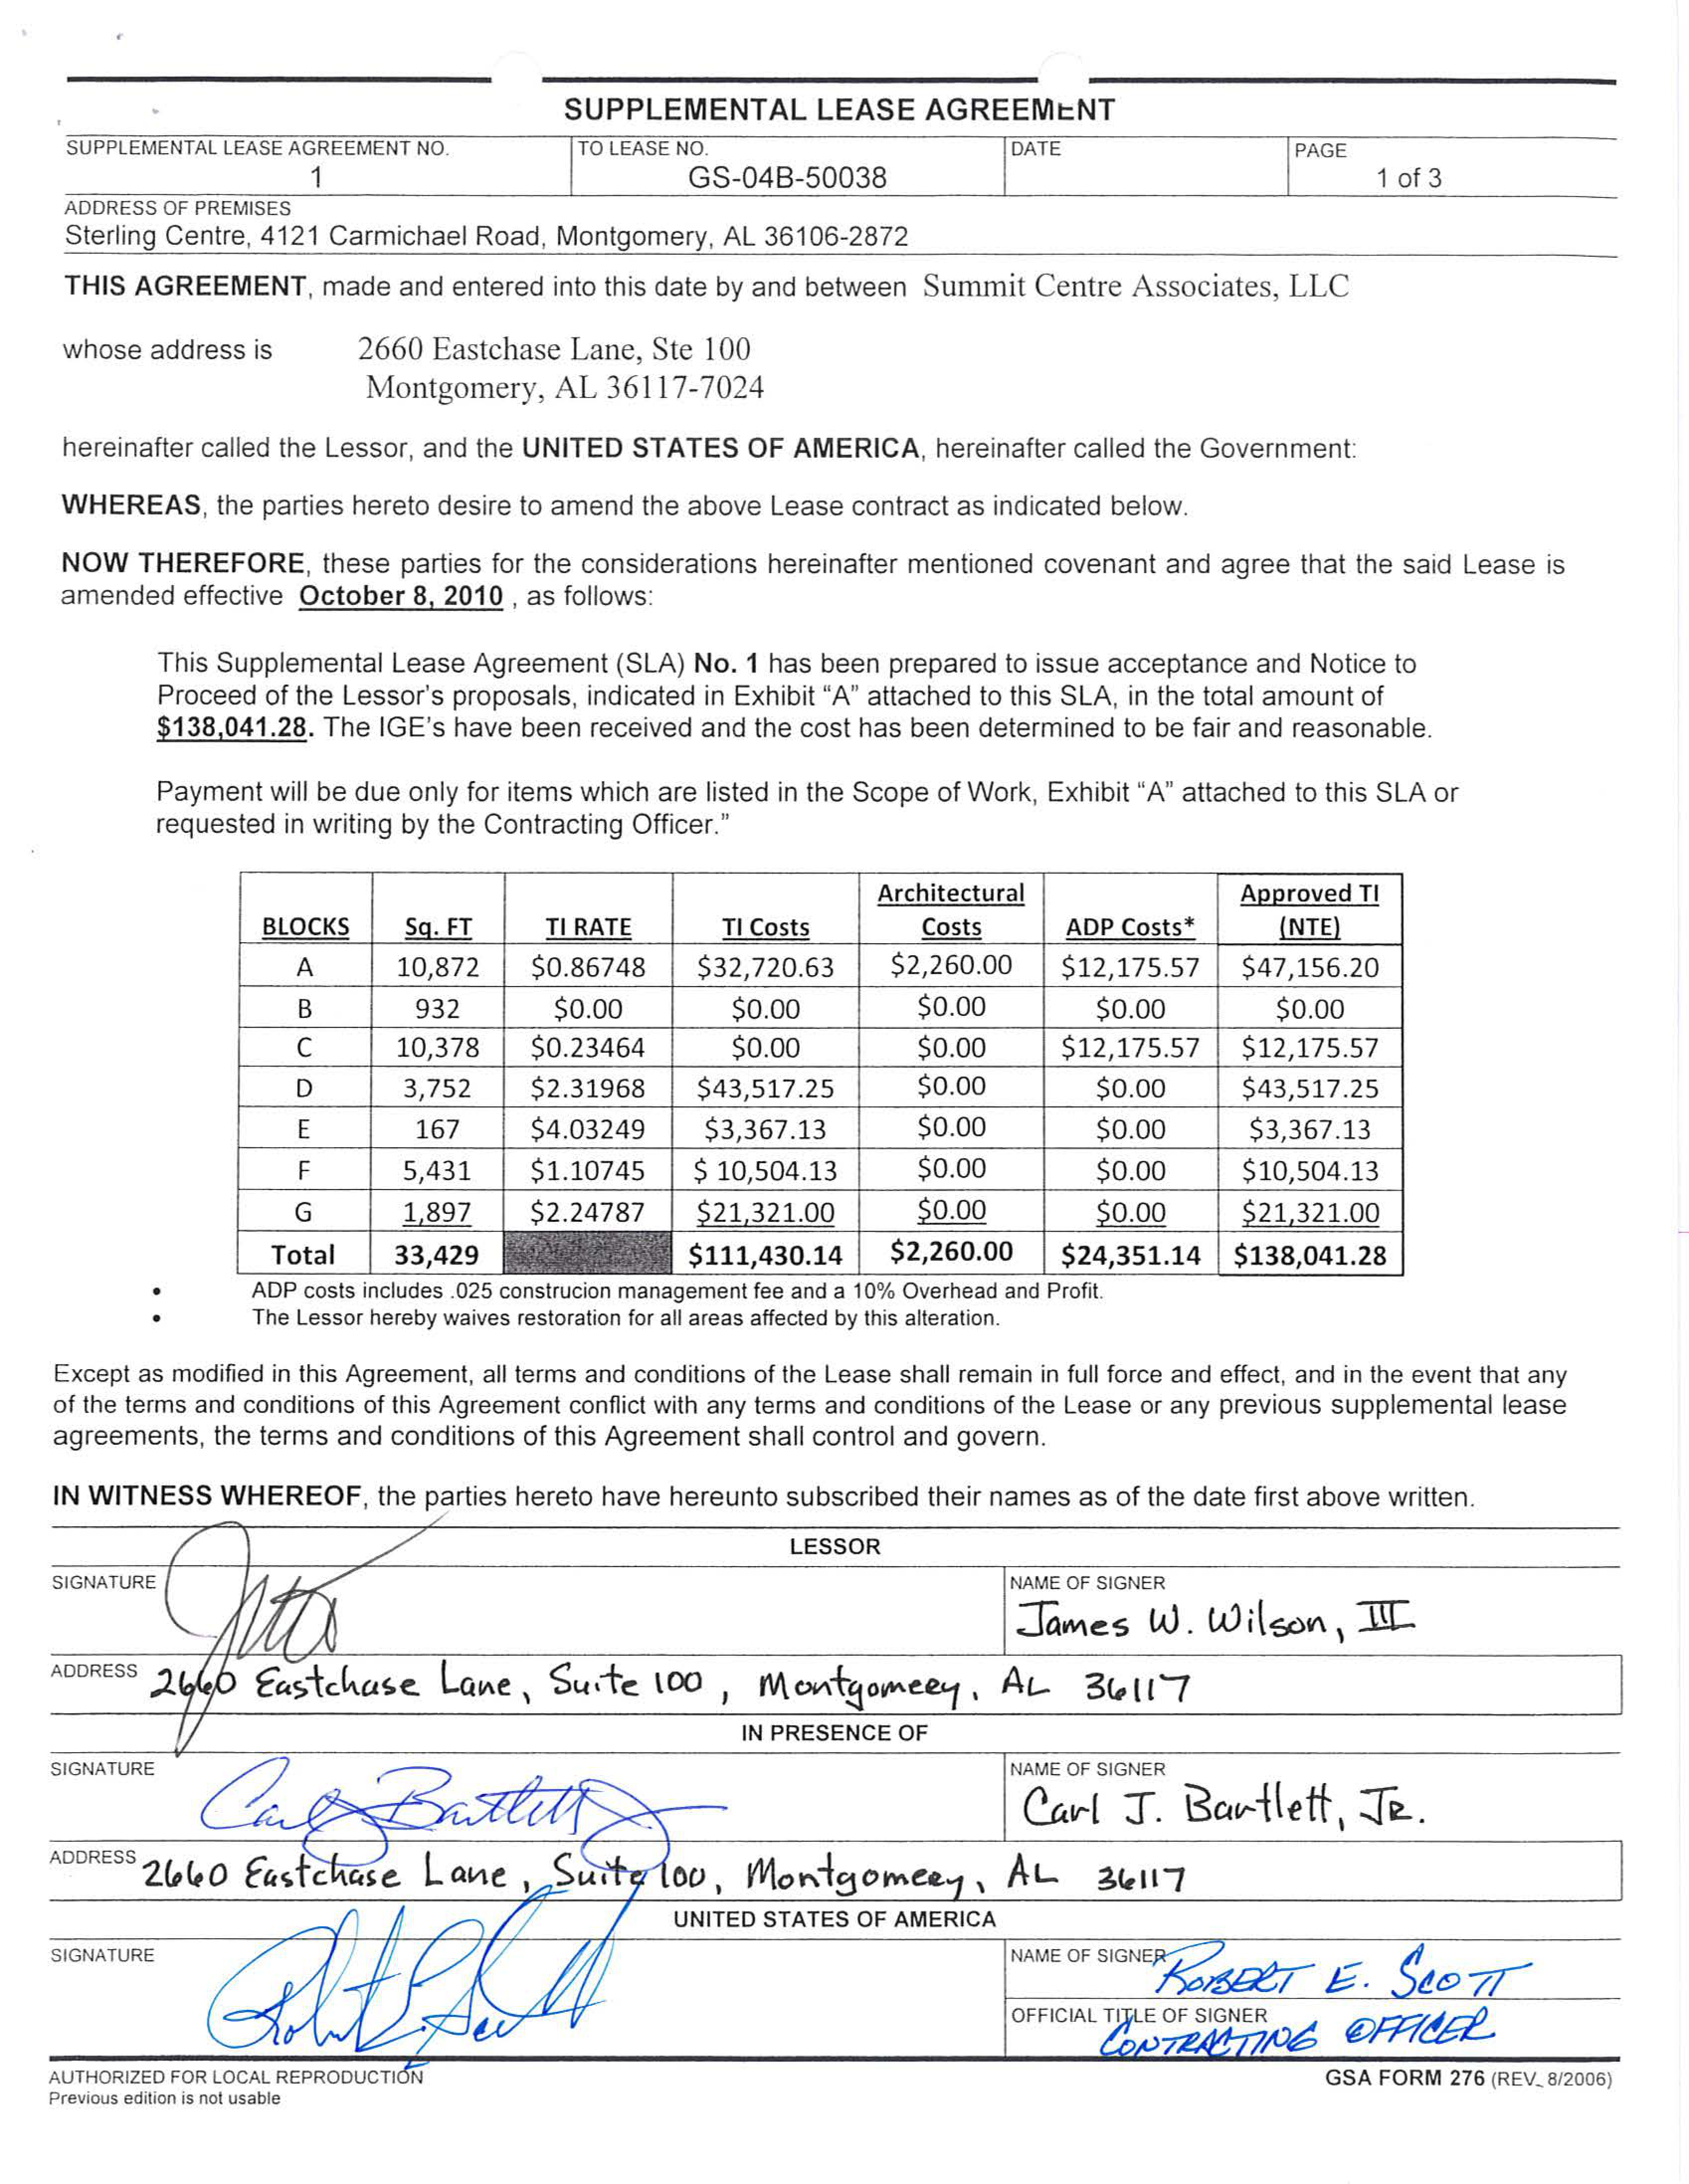 SUPPLEMENTAL LEASE AGREEMENT
SUPPLEMENTAL LEASE AGREEMENT NO. TO LEASE NO. DATE PAGE
1 GS-04B-50038 1 of 3
ADDRESS OF PREMISES
Sterling Centre, 4121 Carmichael Road, Montgomery, AL 36106-2872
THIS AGREEMENT, made and entered into this date by and between Summit Centre Associates, LLC
whose address is 2660 Eastchase Lane, Ste 100
Montgomery, AL 36117-7024
hereinafter called the Lessor, and the UNITED STATES OF AMERICA, hereinafter called the Government:
WHEREAS, the parties hereto desire to amend the above Lease contract as indicated below.
NOW THEREFORE, these parties for the considerations hereinafter mentioned covenant and agree that the said Lease is
amended effective October 8, 2010 , as follows:
This Supplemental Lease Agreement (SLA) No. 1 has been prepared to issue acceptance and Notice to
Proceed of the Lessor's proposals, indicated in Exhibit “A” attached to this SLA, in the total amount of
$138,041.28. The IGE's have been received and the cost has been determined to be fair and reasonable.
Payment will be due only for items which are listed in the Scope of Work, Exhibit “A” attached to this SLA or
requested in writing by the Contracting Officer.”
Architectural Approved TI
BLOCKS Sq. FT TI RATE TI Costs Costs ADP Costs* (NTE)
A 10,872 $0.86748 $32,720.63 $2,260.00 $12,175.57 $47,156.20
B 932 $0.00 $0.00 $0.00 $0.00 $0.00
C 10,378 $0.23464 $0.00 $0.00 $12,175.57 $12,175.57
D 3,752 $2.31968 $43,517.25 $0.00 $0.00 $43,517.25
E 167 $4.03249 $3,367.13 $0.00 $0.00 $3,367.13
F 5,431 $1.10745 $ 10,504.13 $0.00 $0.00 $10,504.13
G 1,897 $2.24787 $21,321.00 $0.00 $0.00 $21,321.00
Total 33,429 $111,430.14 $2,260.00 $24,351.14 $138,041.28
• ADP costs includes .025 construcion management fee and a 10% Overhead and Profit.
• The Lessor hereby waives restoration for all areas affected by this alteration.
Except as modified in this Agreement, all terms and conditions of the Lease shall remain in full force and effect, and in the event that any
of the terms and conditions of this Agreement conflict with any terms and conditions of the Lease or any previous supplemental lease
agreements, the terms and conditions of this Agreement shall control and govern.
IN WITNESS WHEREOF, the parties hereto have hereunto subscribed their names as of the date first above written.
LESSOR
SIGNATURE NAME OF SIGNER
James W. Wilson, III
ADDRESS 2660 Eastchase Lane, Suite 100, Montgomery, AL 36117
IN PRESENCE OF
SIGNATURE NAME OF SIGNER
Carl J. Bartlett Carl J. Bartlett, JR.
ADDRESS 2660 Eastchase Lane, Suite 100, Montgomery, AL 36117
UNITED STATES OF AMERICA
SIGNATURE NAME OF SIGNER ROBERT E. SCOTT
Robert E. Scott OFFICIAL TITLE OF SIGNER
CONTRACTING OFFICER
AUTHORIZED FOR LOCAL REPRODUCTION GSA FORM 276 (REV. 8/2006)
Previous edition is not usable